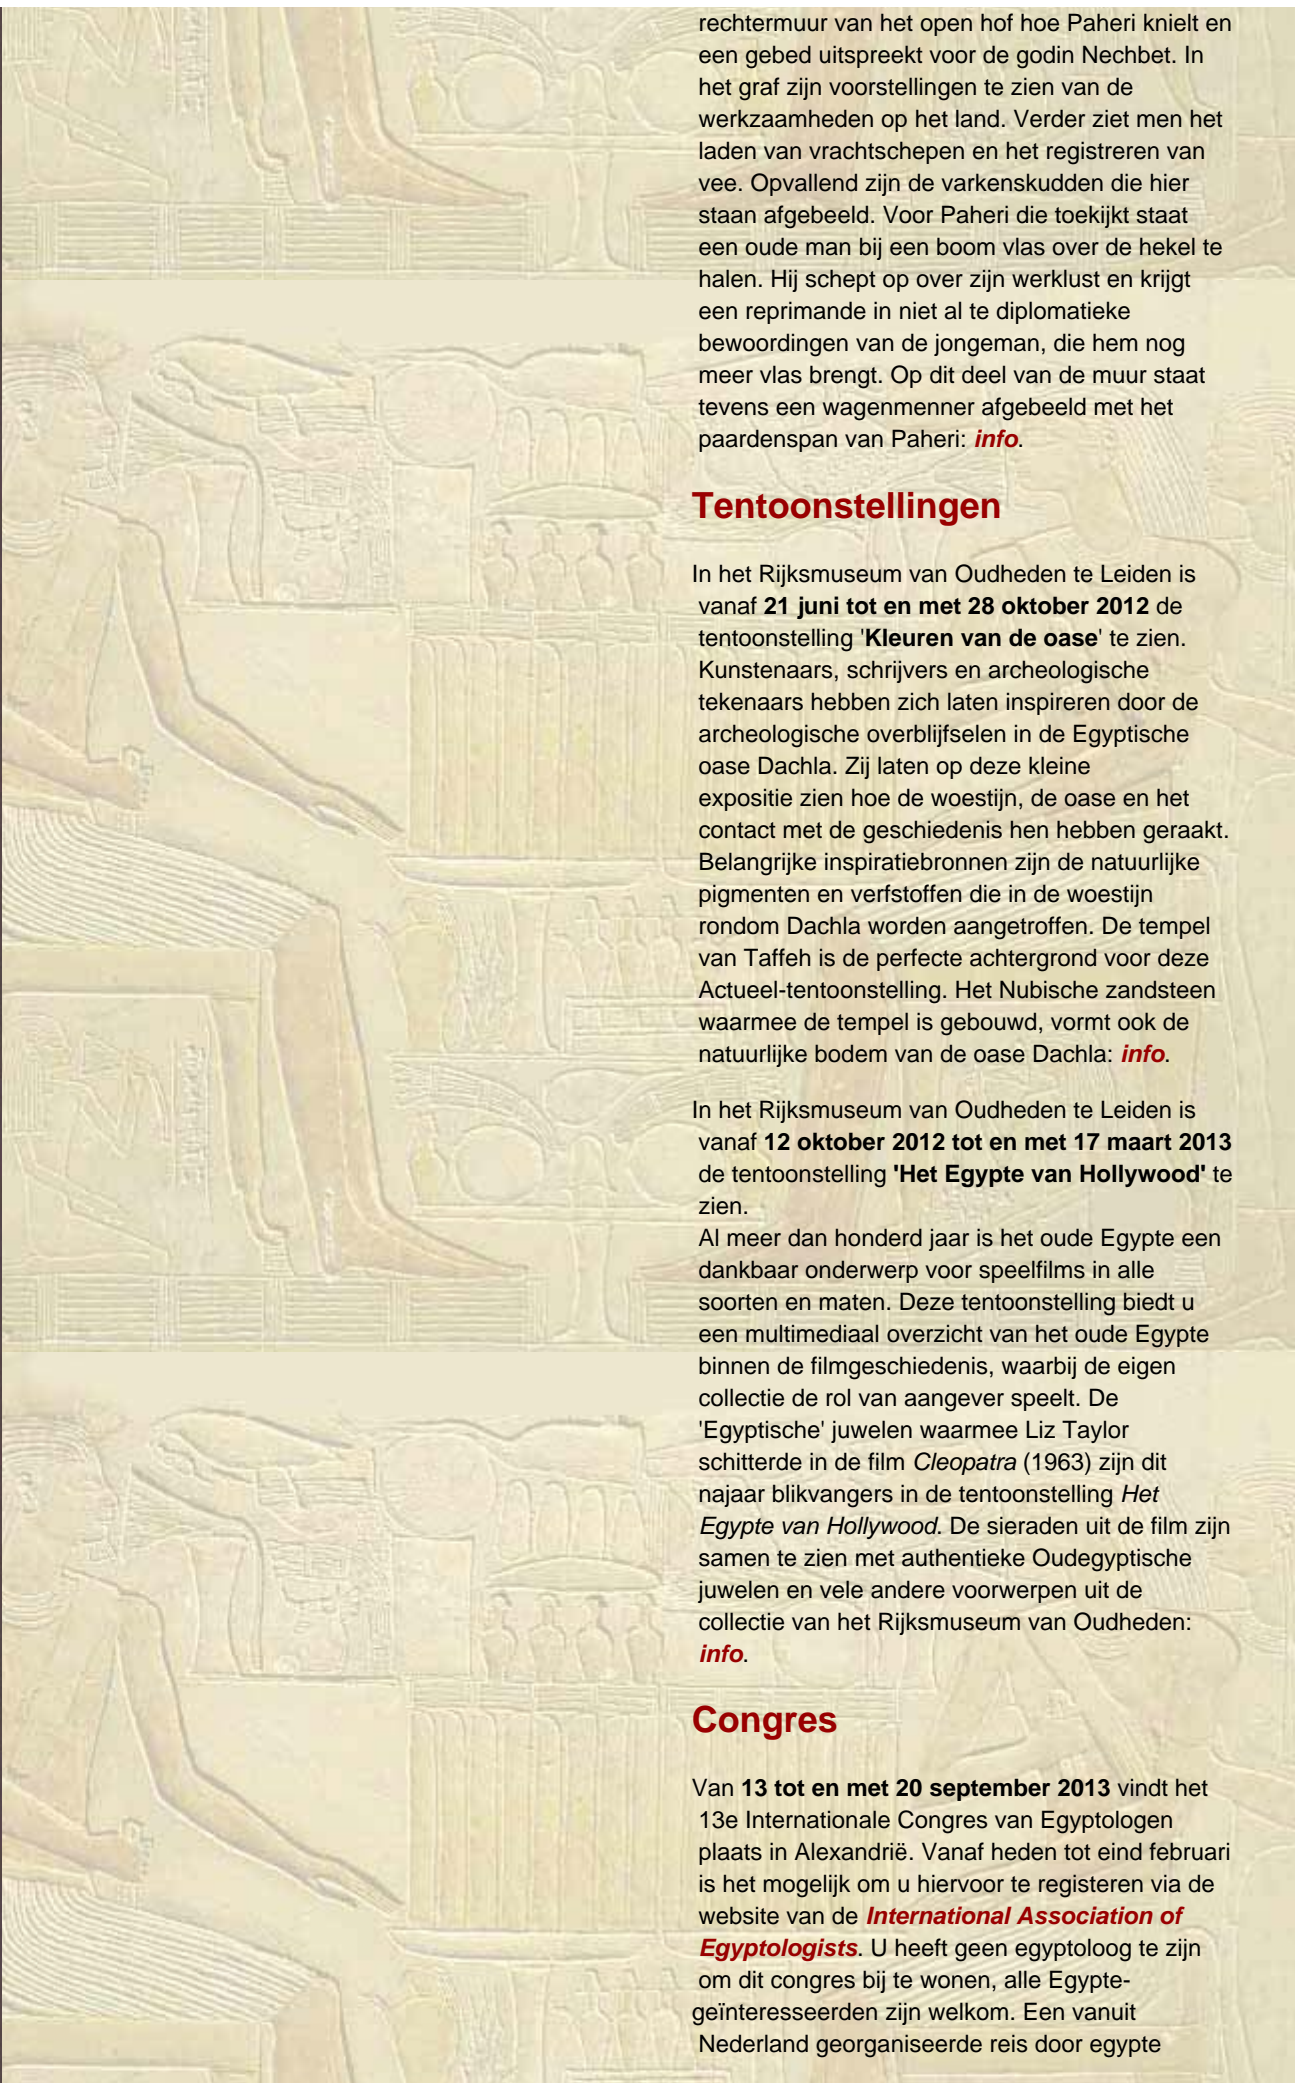 rechtermuur van het open hof hoe Paheri knielt en
een gebed uitspreekt voor de godin Nechbet. In
het graf zijn voorstellingen te zien van de
werkzaamheden op het land. Verder ziet men het
laden van vrachtschepen en het registreren van
vee. Opvallend zijn de varkenskudden die hier
staan afgebeeld. Voor Paheri die toekijkt staat
een oude man bij een boom vlas over de hekel te
halen. Hij schept op over zijn werklust en krijgt
een reprimande in niet al te diplomatieke
bewoordingen van de jongeman, die hem nog
meer vlas brengt. Op dit deel van de muur staat
tevens een wagenmenner afgebeeld met het
paardenspan van Paheri: info.
Tentoonstellingen
In het Rijksmuseum van Oudheden te Leiden is
vanaf 21 juni tot en met 28 oktober 2012 de
tentoonstelling 'Kleuren van de oase' te zien.
Kunstenaars, schrijvers en archeologische
tekenaars hebben zich laten inspireren door de
archeologische overblijfselen in de Egyptische
oase Dachla. Zij laten op deze kleine
expositie zien hoe de woestijn, de oase en het
contact met de geschiedenis hen hebben geraakt.
Belangrijke inspiratiebronnen zijn de natuurlijke
pigmenten en verfstoffen die in de woestijn
rondom Dachla worden aangetroffen. De tempel
van Taffeh is de perfecte achtergrond voor deze
Actueel-tentoonstelling. Het Nubische zandsteen
waarmee de tempel is gebouwd, vormt ook de
natuurlijke bodem van de oase Dachla: info.
In het Rijksmuseum van Oudheden te Leiden is
vanaf 12 oktober 2012 tot en met 17 maart 2013
de tentoonstelling 'Het Egypte van Hollywood' te
zien.
Al meer dan honderd jaar is het oude Egypte een
dankbaar onderwerp voor speelfilms in alle
soorten en maten. Deze tentoonstelling biedt u
een multimediaal overzicht van het oude Egypte
binnen de filmgeschiedenis, waarbij de eigen
collectie de rol van aangever speelt. De
'Egyptische' juwelen waarmee Liz Taylor
schitterde in de film Cleopatra (1963) zijn dit
najaar blikvangers in de tentoonstelling Het
Egypte van Hollywood. De sieraden uit de film zijn
samen te zien met authentieke Oudegyptische
juwelen en vele andere voorwerpen uit de
collectie van het Rijksmuseum van Oudheden:
info.
Congres
Van 13 tot en met 20 september 2013 vindt het
13e Internationale Congres van Egyptologen
plaats in Alexandrië. Vanaf heden tot eind februari
is het mogelijk om u hiervoor te registeren via de
website van de International Association of
Egyptologists. U heeft geen egyptoloog te zijn
om dit congres bij te wonen, alle Egypte-
geïnteresseerden zijn welkom. Een vanuit
Nederland georganiseerde reis door egypte